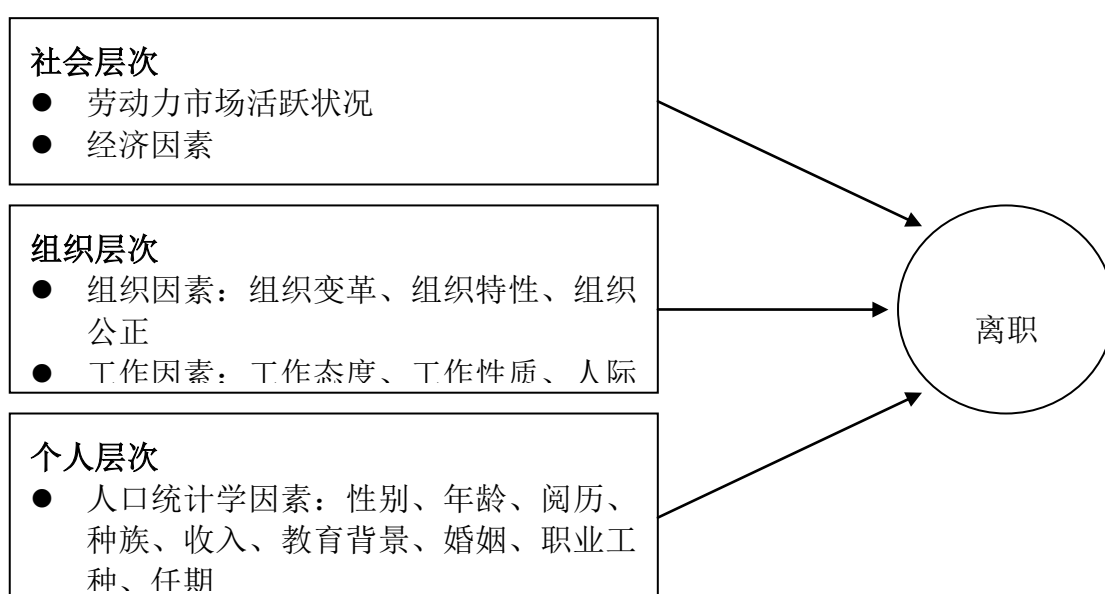 社会层次
● 劳动力市场活跃状况
● 经济因素
组织层次
● 组织因素：组织变革、组织特性、组织
公正
● 工作因素：工作态度、工作性质、人际
离职
个人层次
● 人口统计学因素：性别、年龄、阅历、
种族、收入、教育背景、婚姻、职业工
种、任期